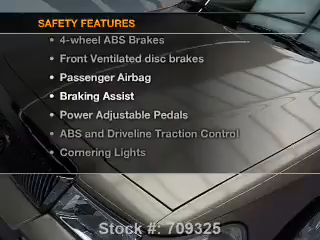 SAFETY FEATURES
• 4-wheel ABS Brakes
• Front Ventilated disc brakes
• Passenger Airbag
• Braking Assist
• Power Adjustable Pedals
• ABS and Driveline Traction Control
• Cornering Lights
Stock #: 709325